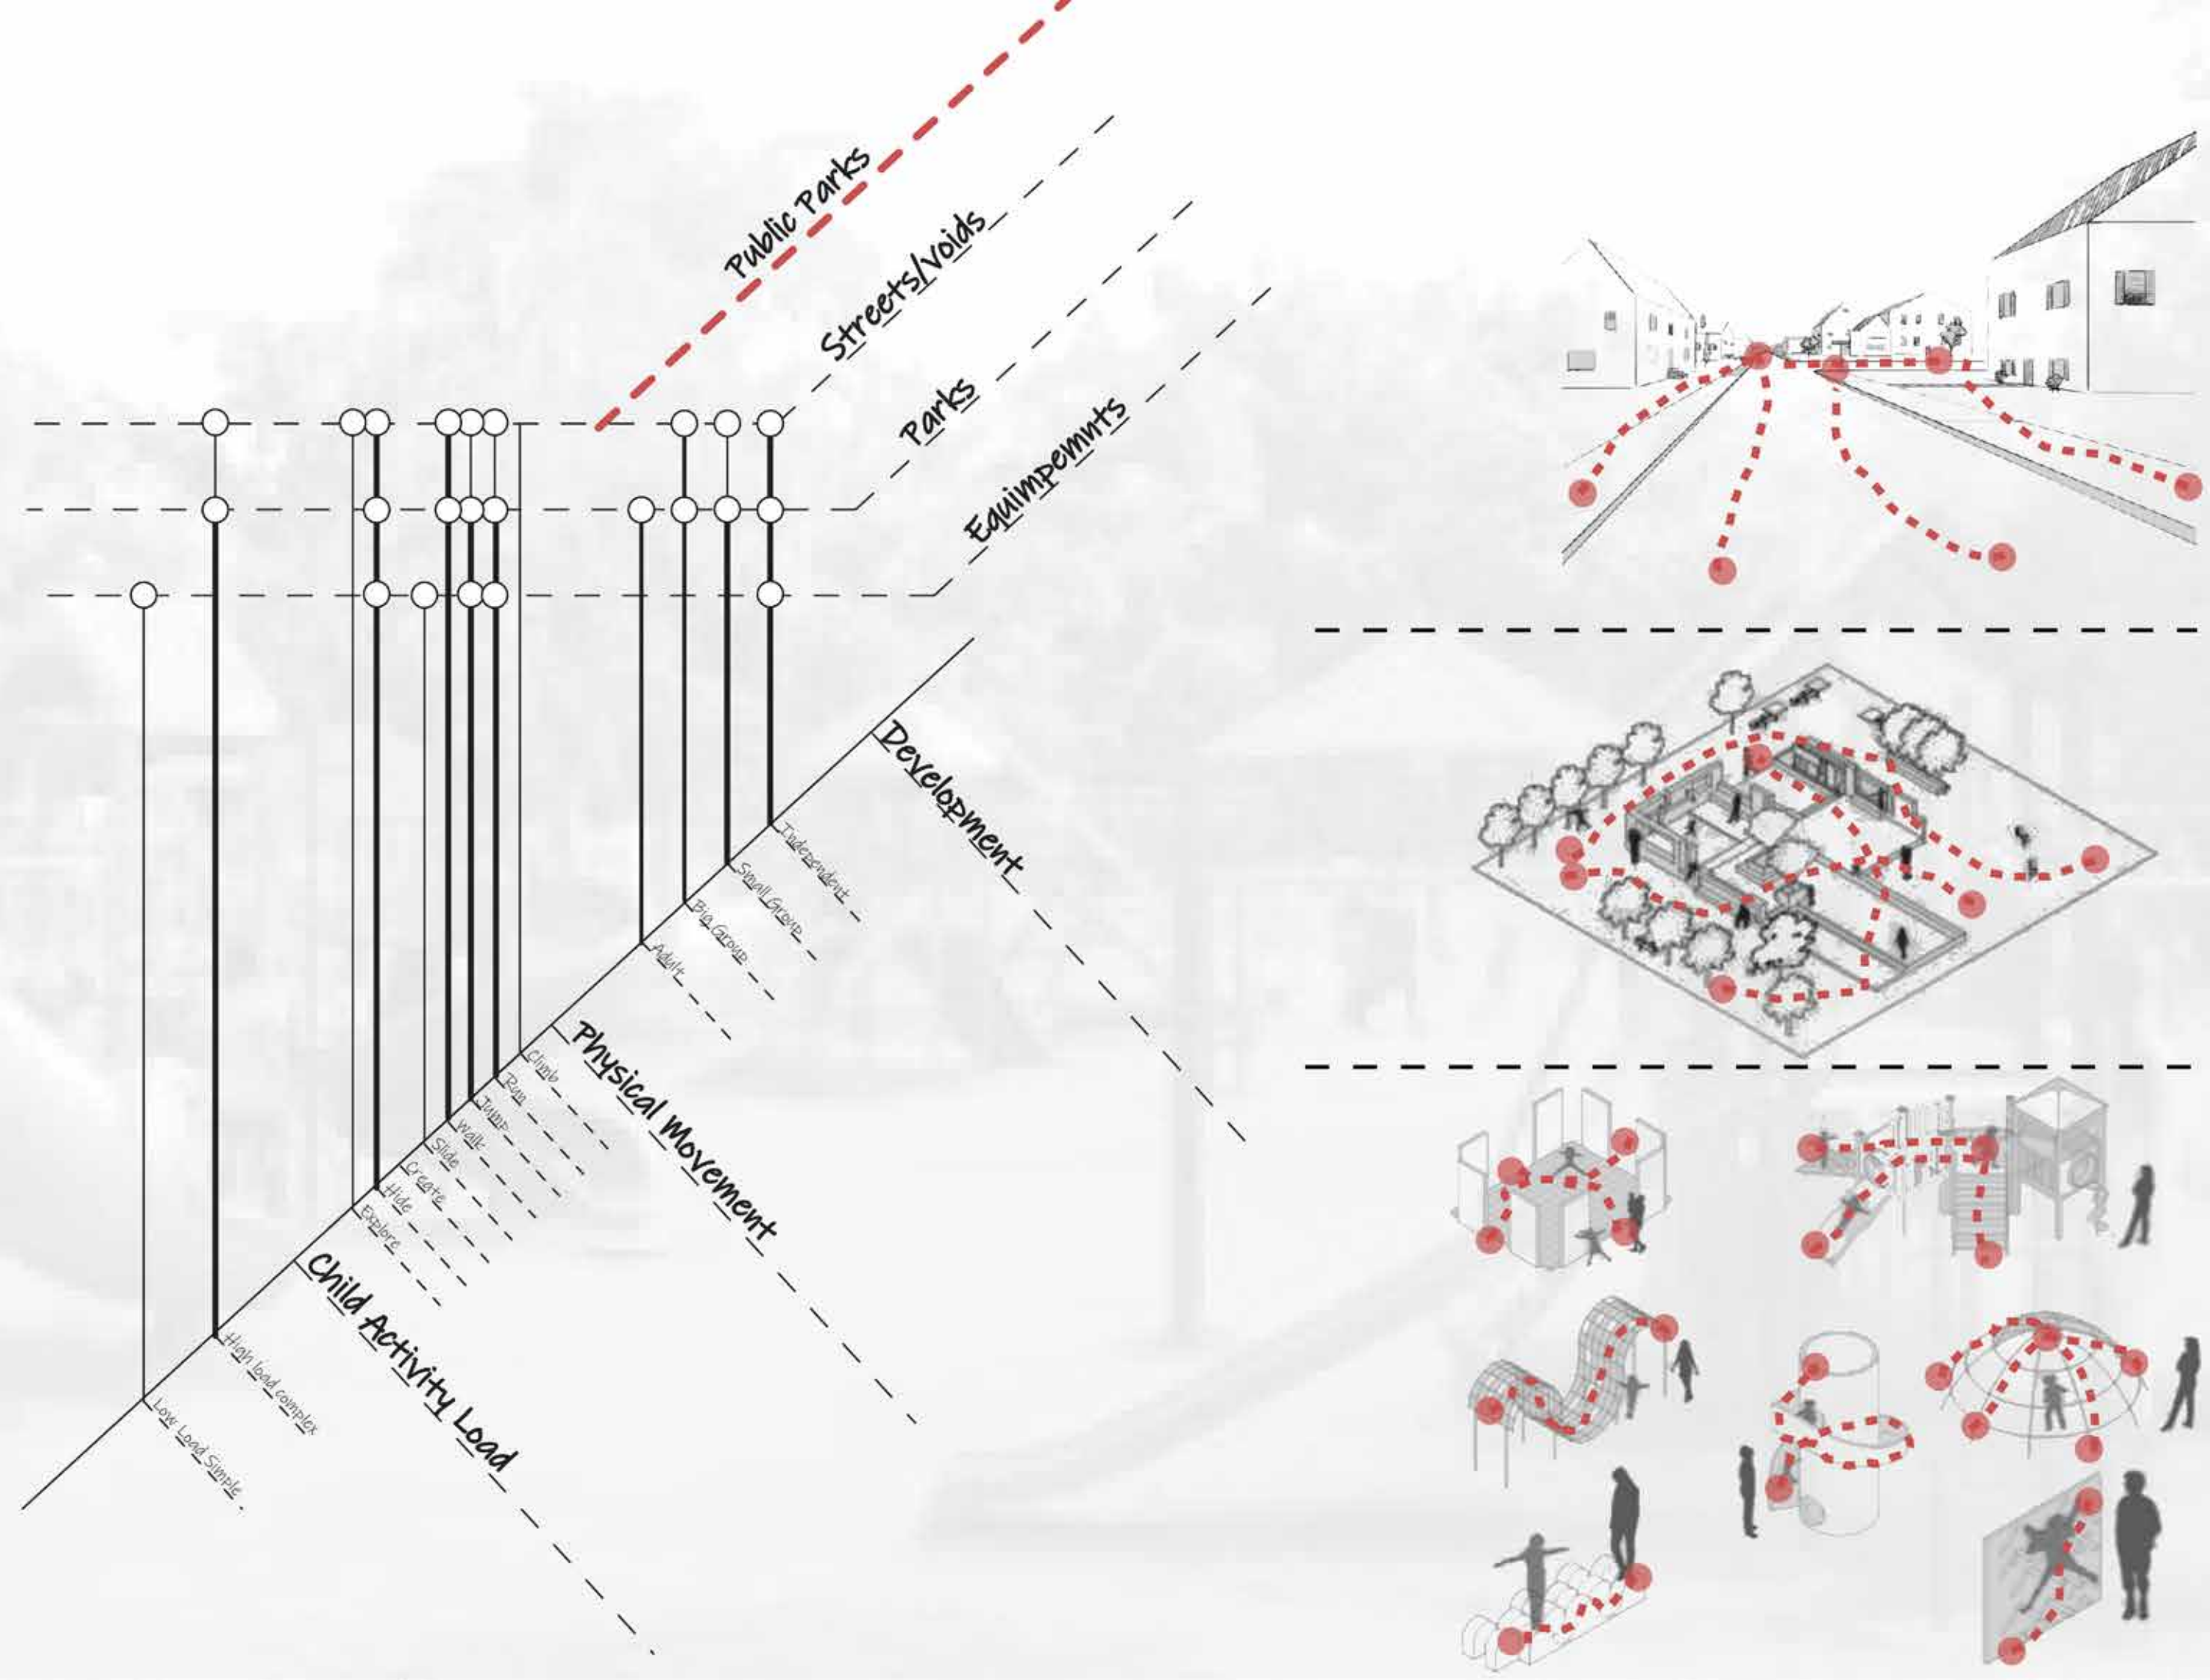 Public Parks
Streets/voids
Parks
Equimpemnts
Development
Independent
Small Group
Big Group
Adult
Physical Movement
Climb
Run
Jump
Walk
Slide
Create
Hide
Explore
Child Activity Load
High load complex
Low Load Simple